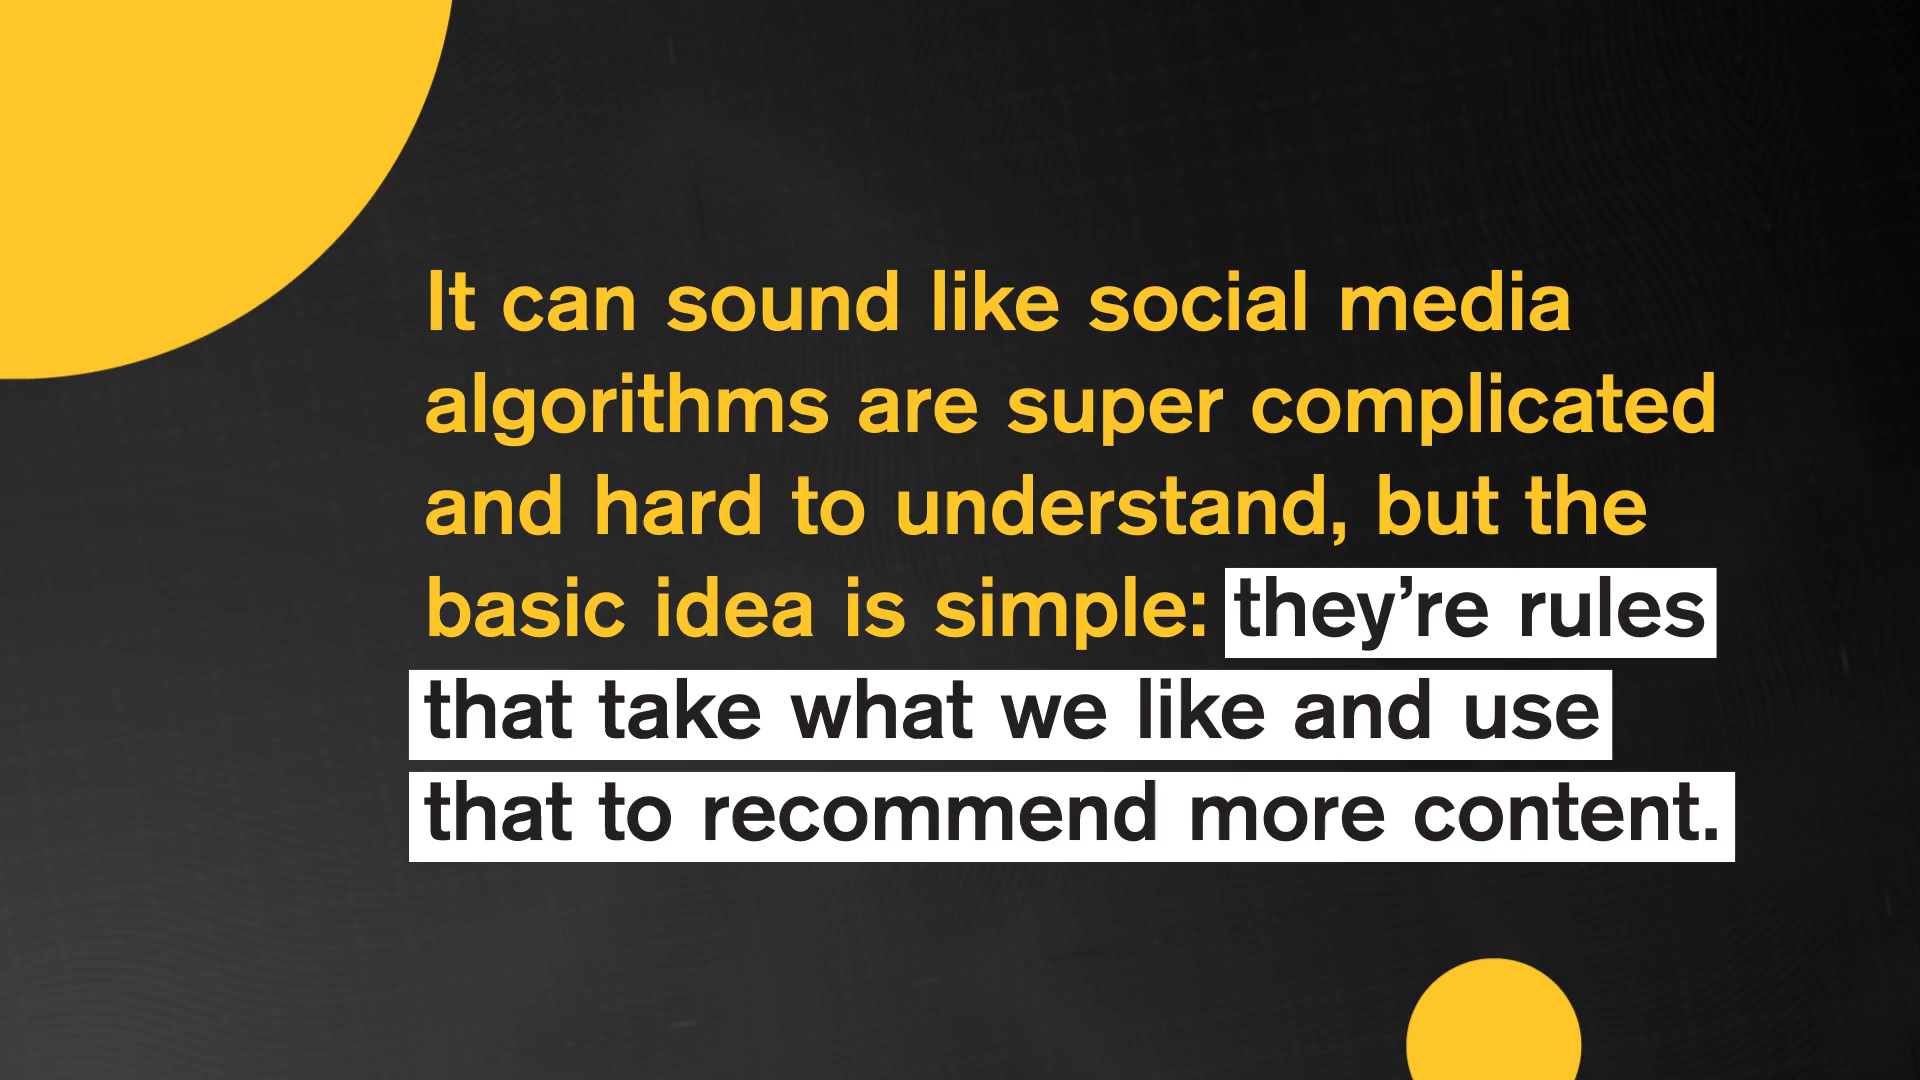 It can sound like social media
algorithms are super complicated
and hard to understand, but the
basic idea is simple: they’re rules
that take what we like and use
that to recommend more content.